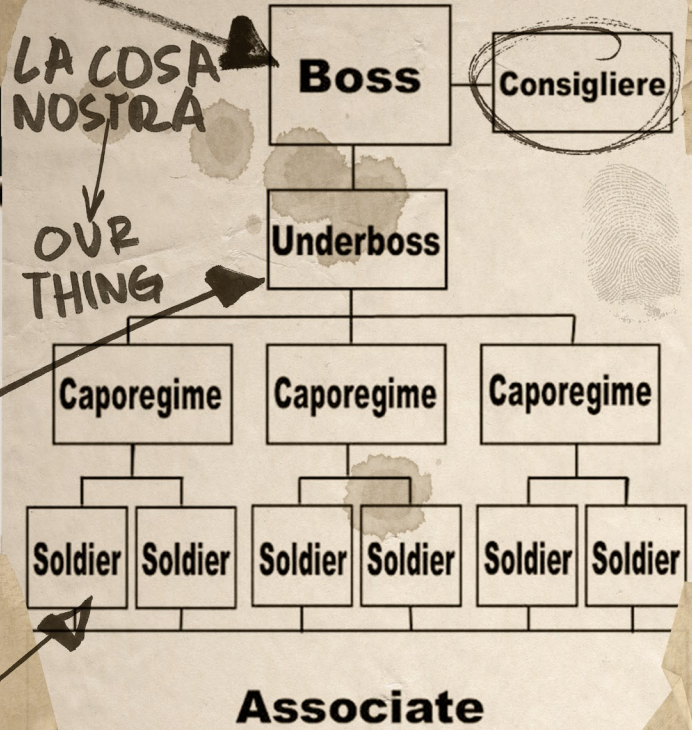 LA COSA
NOSTRA
OUR
THING
Boss
Consigliere
Underboss
Caporegime Caporegime Caporegime
Soldier Soldier Soldier Soldier Soldier Soldier
Associate